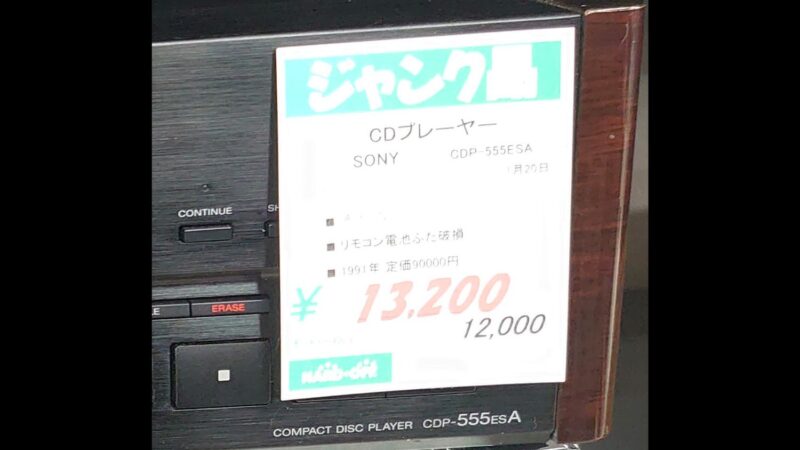 ジャンク品
CDプレーヤー
SONY CDP-555ESA
1月20日
■リモコン電池ふた破損
■1991年 定価90000円
¥ 13,200
12,000
CONTINUE
ERASE
COMPACT DISC PLAYER CDP-555ESA